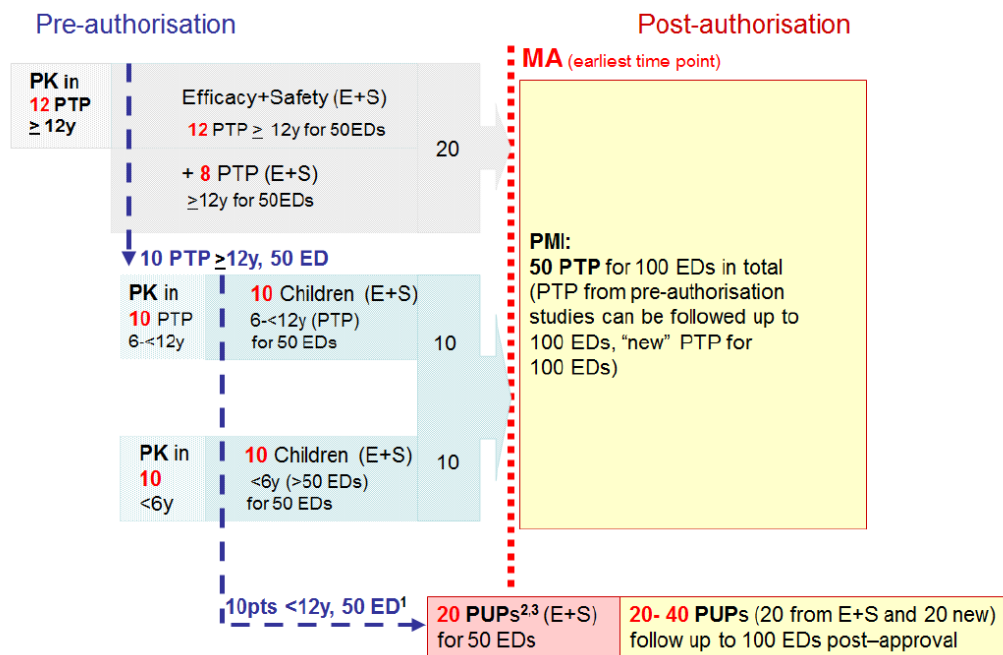 Pre-authorisation
Post-authorisation
MA (earliest time point)
PK in
12 PTP
≥ 12y
Efficacy+Safety (E+S)
12 PTP ≥ 12y for 50EDs
+ 8 PTP (E+S)
≥12y for 50EDs
20
10 PTP ≥12y, 50 ED
PK in
10 PTP
6-<12y
10 Children (E+S)
6-<12y (PTP)
for 50 EDs
10
PK in
10
<6y
10 Children (E+S)
<6y (>50 EDs)
for 50 EDs
10
PMI:
50 PTP for 100 EDs in total
(PTP from pre-authorisation
studies can be followed up to
100 EDs, “new” PTP for
100 EDs)
10pts <12y, 50 ED¹
20 PUPs²,³ (E+S)
for 50 EDs
20- 40 PUPs (20 from E+S and 20 new)
follow up to 100 EDs post–approval